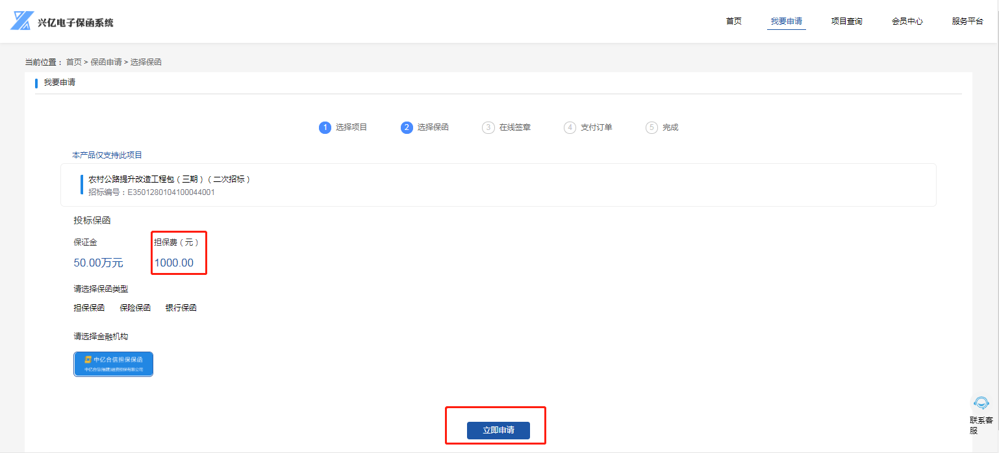 兴亿电子保函系统
首页 我要申请 项目查询 会员中心 服务平台
当前位置： 首页 > 保函申请 > 选择保函
我要申请
1 选择项目 2 选择保函 3 在线签章 4 支付订单 5 完成
本产品仅支持此项目
农村公路提升改造工程包（三期）（二次招标）
招标编号：E3501280104100044001
投标保函
保证金 担保费（元）
50.00万元 1000.00
请选择保函类型
担保保函 保险保函 银行保函
请选择金融机构
中亿合信担保保函
中亿合信(福建)融资担保有限公司
立即申请
联系客
服